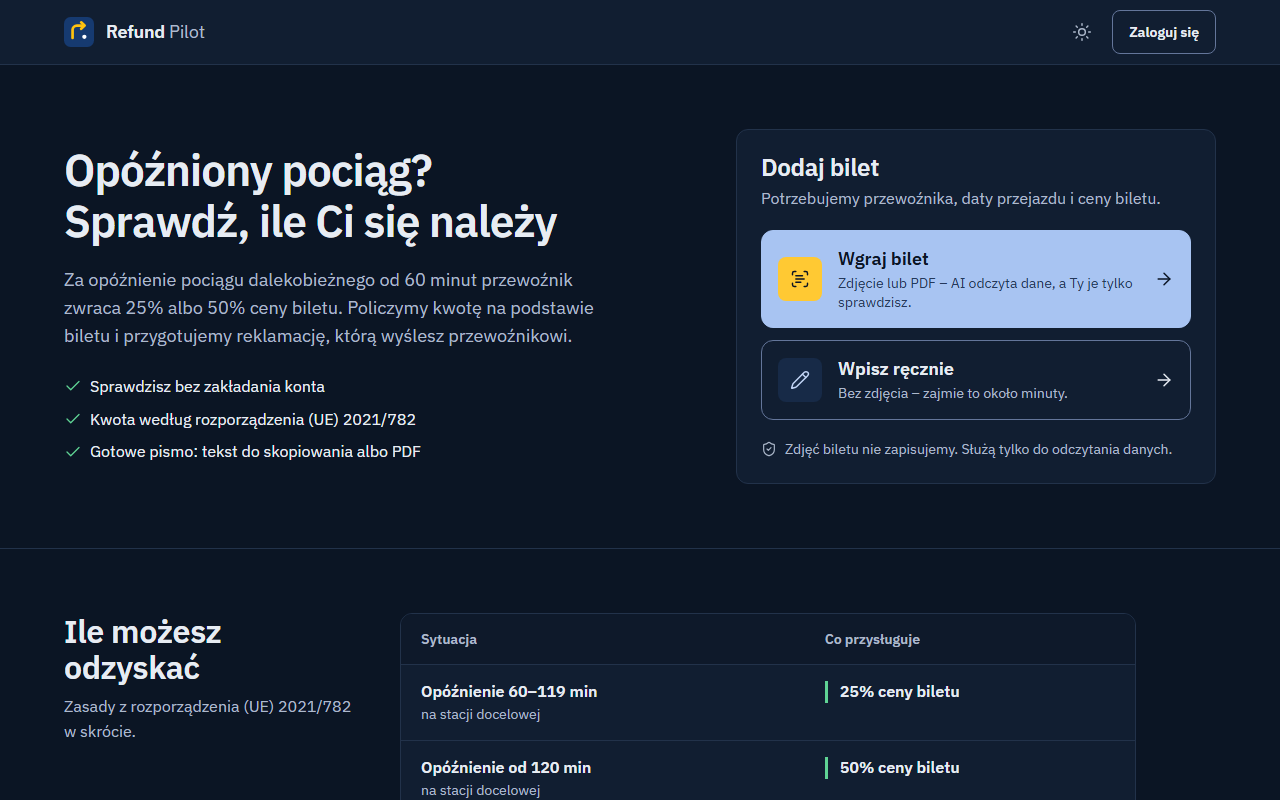 Refund Pilot
Zaloguj się
Opóźniony pociąg?
Sprawdź, ile Ci się należy
Za opóźnienie pociągu dalekobieżnego od 60 minut przewoźnik
zwraca 25% albo 50% ceny biletu. Policzymy kwotę na podstawie
biletu i przygotujemy reklamację, którą wyślesz przewoźnikowi.
Sprawdzisz bez zakładania konta
Kwota według rozporządzenia (UE) 2021/782
Gotowe pismo: tekst do skopiowania albo PDF
Dodaj bilet
Potrzebujemy przewoźnika, daty przejazdu i ceny biletu.
Wgraj bilet
Zdjęcie lub PDF – AI odczyta dane, a Ty je tylko
sprawdzisz.
Wpisz ręcznie
Bez zdjęcia – zajmie to około minuty.
Zdjęć biletu nie zapisujemy. Służą tylko do odczytania danych.
Ile możesz
odzyskać
Zasady z rozporządzenia (UE) 2021/782
w skrócie.
Sytuacja
Co przysługuje
Opóźnienie 60–119 min
na stacji docelowej
25% ceny biletu
Opóźnienie od 120 min
na stacji docelowej
50% ceny biletu